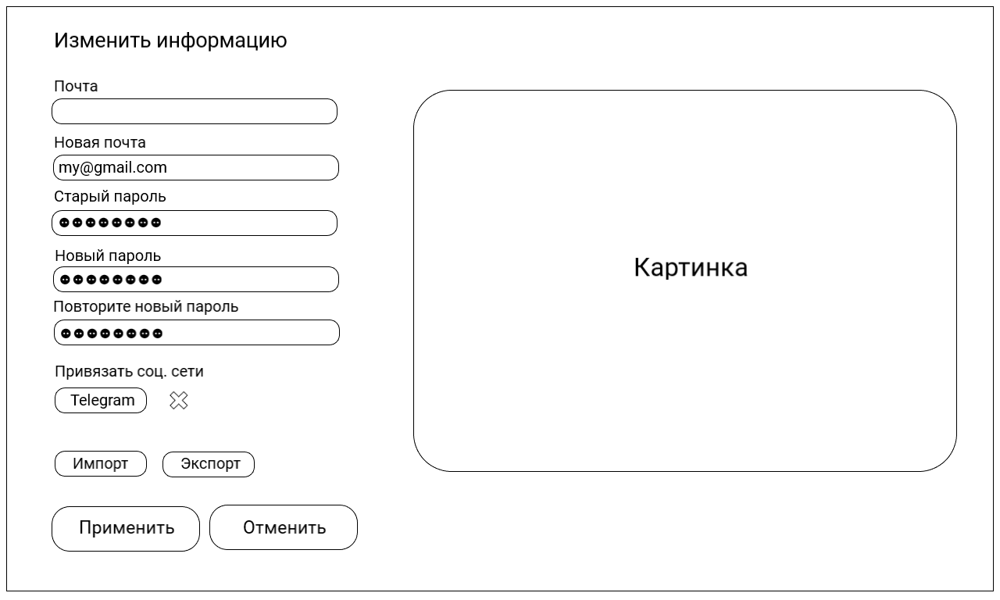 Изменить информацию
Почта
Новая почта
my@gmail.com
Старый пароль
●●●●●●●●
Новый пароль
●●●●●●●●
Повторите новый пароль
●●●●●●●●
Привязать соц. сети
Telegram
Импорт Экспорт
Применить Отменить
Картинка